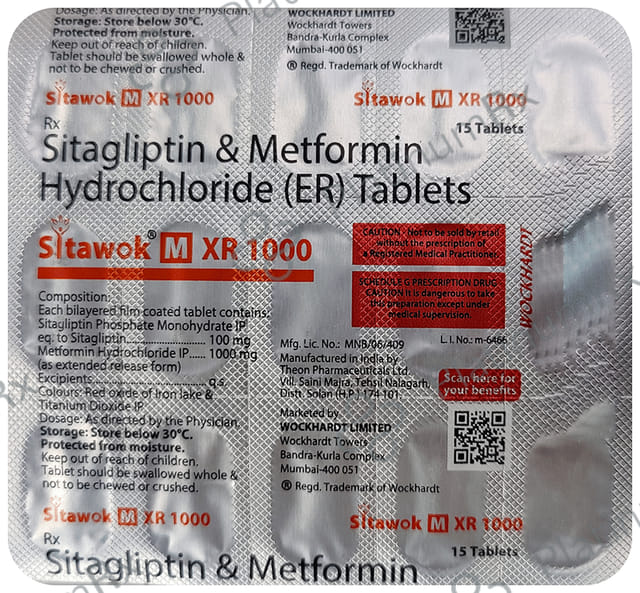 Dosage: As directed by the Physician.
Storage: Store below 30°C.
Protected from moisture.
Keep out of reach of children.
Tablet should be swallowed whole &
not to be chewed or crushed.
WOCKHARDT LIMITED
Wockhardt Towers
Bandra-Kurla Complex
Mumbai-400 051
® Regd. Trademark of Wockhardt
Sitawok M XR 1000
Sitawok M XR 1000
15 Tablets
Rx
Sitagliptin & Metformin
Hydrochloride (ER) Tablets
Sitawok® M XR 1000
CAUTION - Not to be sold by retail
without the prescription of
a Registered Medical Practitioner.
SCHEDULE G PRESCRIPTION DRUG
CAUTION It is dangerous to take
this preparation except under
medical supervision.
WOCKHARDT
Composition:
Each bilayered film coated tablet contains:
Sitagliptin Phosphate Monohydrate IP
eq. to Sitagliptin........................ 100 mg
Metformin Hydrochloride IP...... 1000 mg
(as extended release form)
Excipients................................ q.s.
Colours: Red oxide of Iron lake &
Titanium Dioxide IP
Dosage: As directed by the Physician.
Storage: Store below 30°C.
Protected from moisture.
Keep out of reach of children.
Tablet should be swallowed whole &
not to be chewed or crushed.
Mfg. Lic. No.: MNB/06/409
L.I. No.: m-6466
Manufactured in India by
Theon Pharmaceuticals Ltd.
Vill. Saini Majra, Tehsil Nalagarh,
Distt. Solan (H.P.) 174 101.
Scan here for
your benefits
Marketed by
WOCKHARDT LIMITED
Wockhardt Towers
Bandra-Kurla Complex
Mumbai-400 051
® Regd. Trademark of Wockhardt
Sitawok M XR 1000
Sitawok M XR 1000
15 Tablets
Rx
Sitagliptin & Metformin